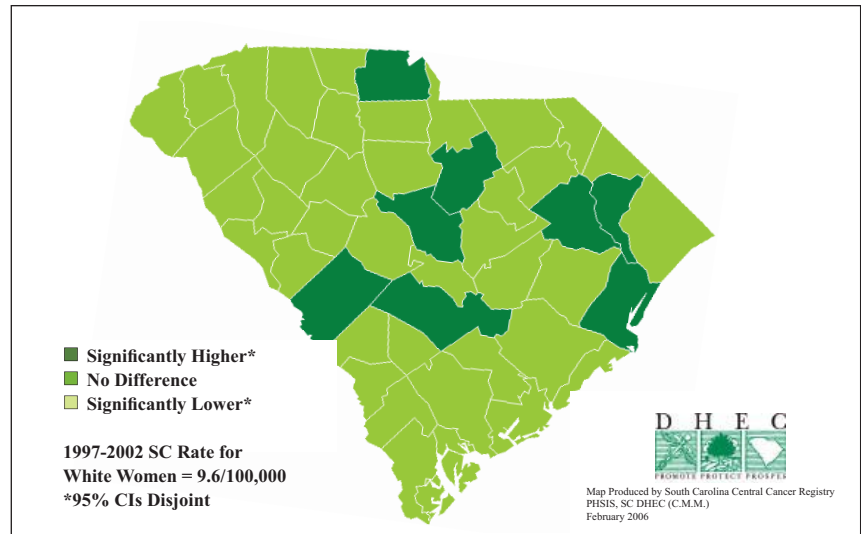 Significantly Higher*
No Difference
Significantly Lower*
1997-2002 SC Rate for
White Women = 9.6/100,000
*95% CIs Disjoint
D H E C
PROMOTE PROTECT PROSPER
Map Produced by South Carolina Central Cancer Registry
PHSIS, SC DHEC (C.M.M.)
February 2006